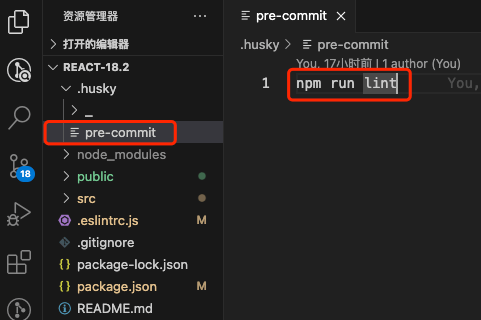 资源管理器 ···
打开的编辑器
REACT-18.2
.husky
_
pre-commit
node_modules
public
src
.eslintrc.js M
.gitignore
package-lock.json
package.json M
README.md
18
pre-commit ×
.husky > pre-commit
You, 17小时前 | 1 author (You)
1 npm run lint You,